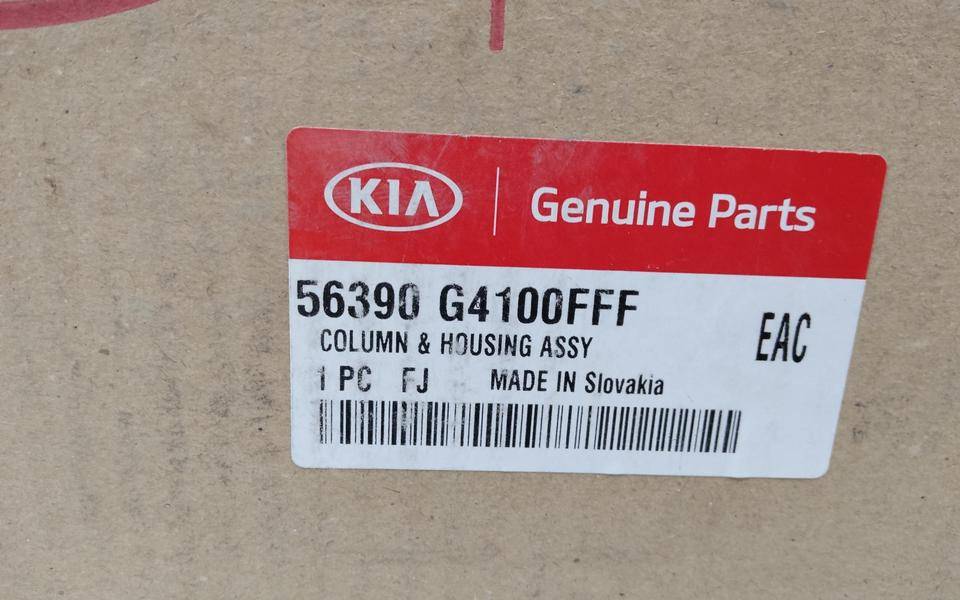 KIA Genuine Parts
56390 G4100FFF
COLUMN & HOUSING ASSY
EAC
1 PC FJ MADE IN Slovakia